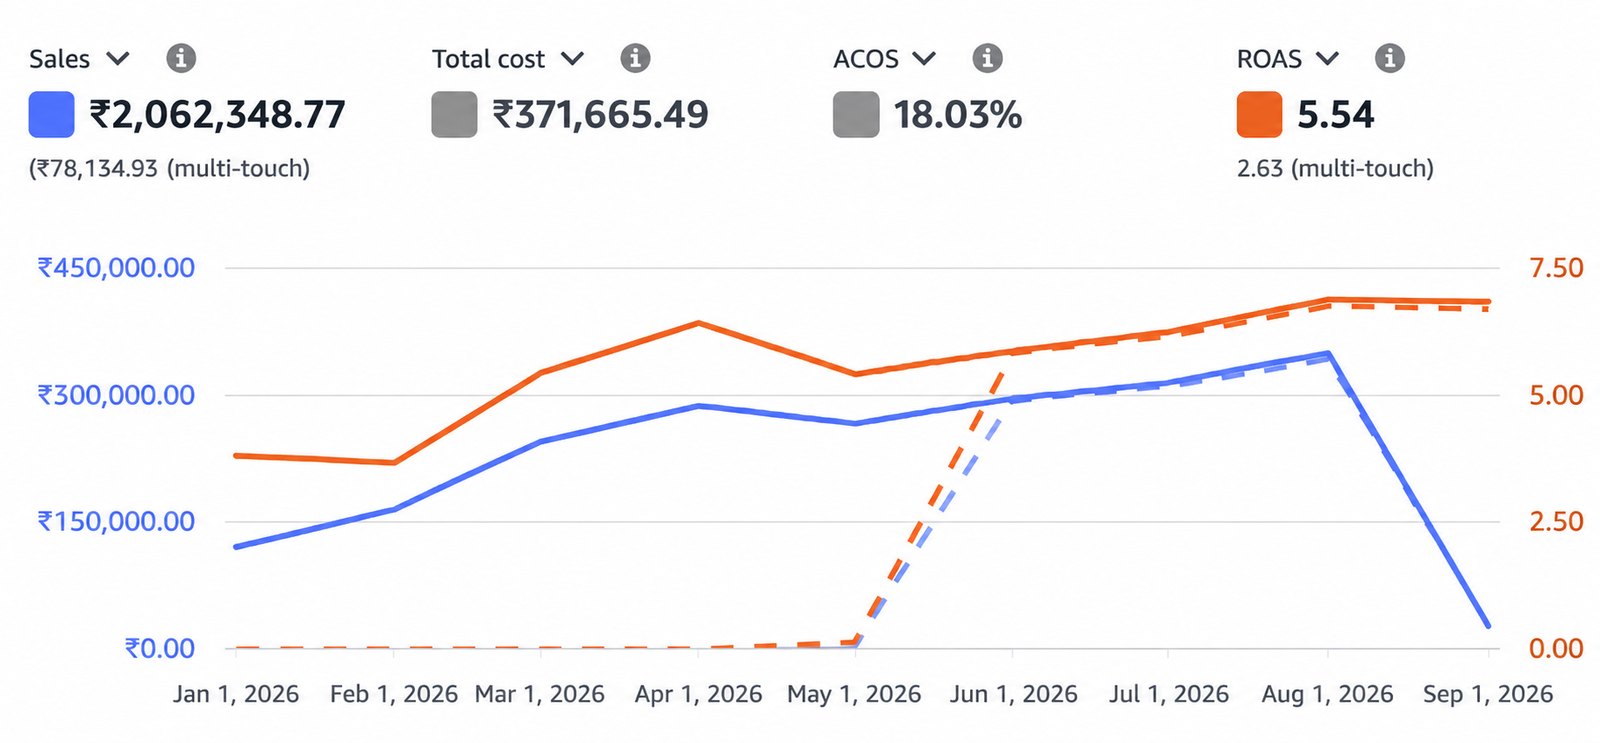 Sales
₹2,062,348.77
(₹78,134.93 (multi-touch)
Total cost
₹371,665.49
ACOS
18.03%
ROAS
5.54
2.63 (multi-touch)
₹450,000.00
₹300,000.00
₹150,000.00
₹0.00
7.50
5.00
2.50
0.00
Jan 1, 2026 Feb 1, 2026 Mar 1, 2026 Apr 1, 2026 May 1, 2026 Jun 1, 2026 Jul 1, 2026 Aug 1, 2026 Sep 1, 2026